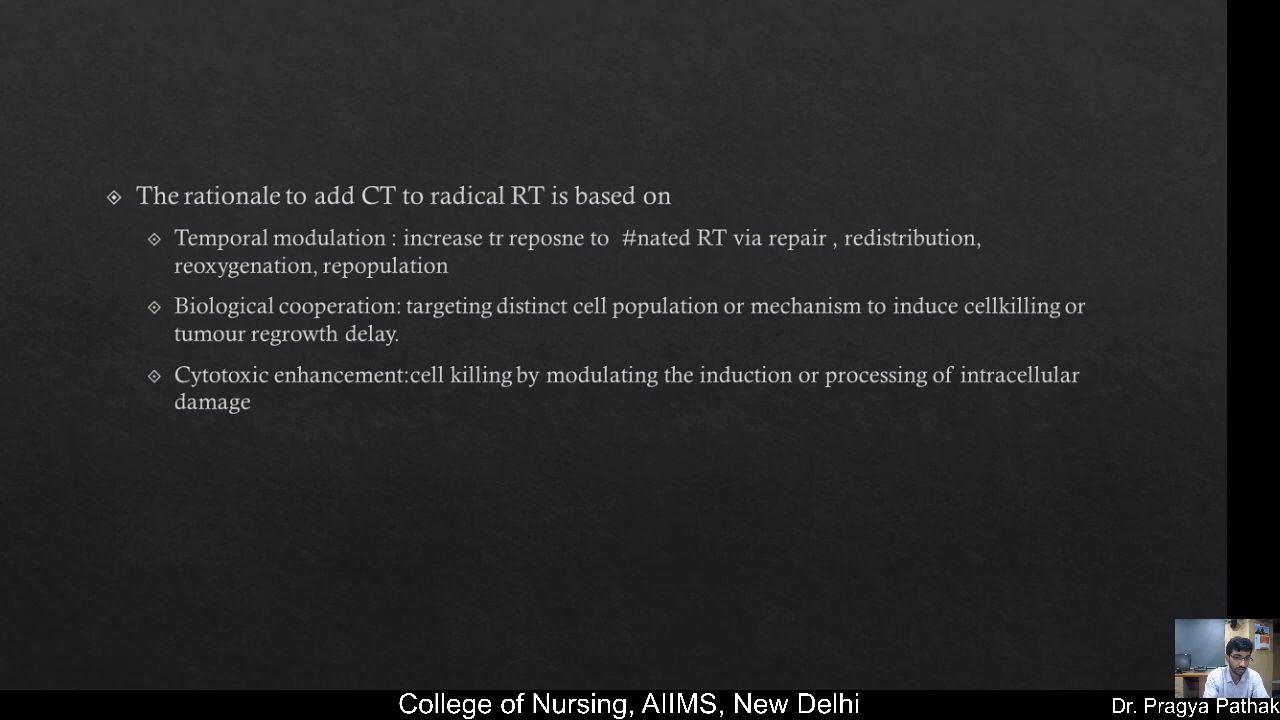 The rationale to add CT to radical RT is based on
Temporal modulation : increase tr reposne to #nated RT via repair , redistribution,
reoxygenation, repopulation
Biological cooperation: targeting distinct cell population or mechanism to induce cellkilling or
tumour regrowth delay.
Cytotoxic enhancement:cell killing by modulating the induction or processing of intracellular
damage
College of Nursing, AIIMS, New Delhi
Dr. Pragya Pathak